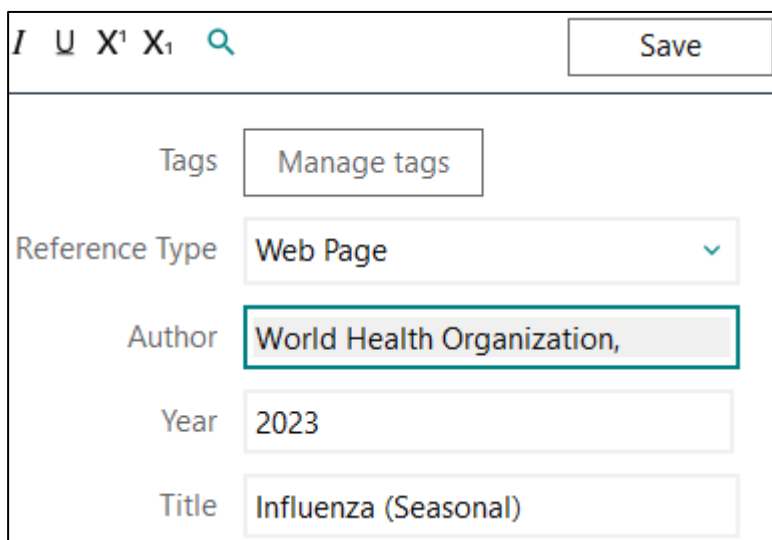 I U X¹ X₁ Save
Tags Manage tags
Reference Type Web Page
Author World Health Organization,
Year 2023
Title Influenza (Seasonal)